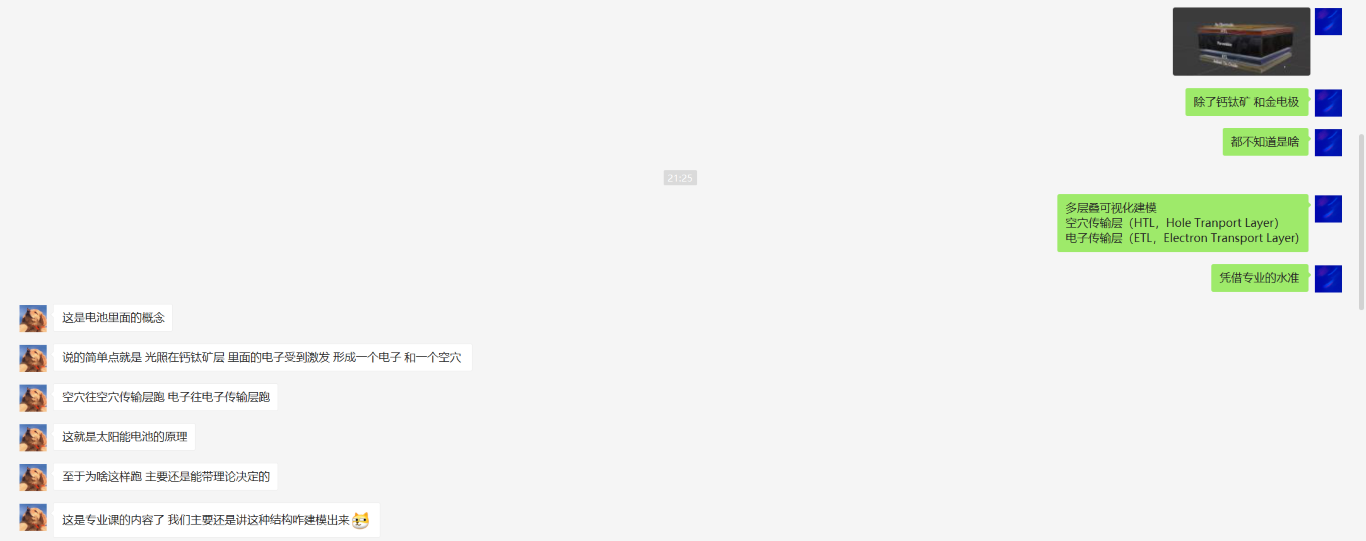 Perovskite
除了钙钛矿 和金电极
都不知道是啥
21:25
多层叠可视化建模
空穴传输层（HTL，Hole Tranport Layer）
电子传输层（ETL，Electron Transport Layer)
凭借专业的水准
这是电池里面的概念
说的简单点就是 光照在钙钛矿层 里面的电子受到激发 形成一个电子 和一个空穴
空穴往空穴传输层跑 电子往电子传输层跑
这就是太阳能电池的原理
至于为啥这样跑 主要还是能带理论决定的
这是专业课的内容了 我们主要还是讲这种结构咋建模出来